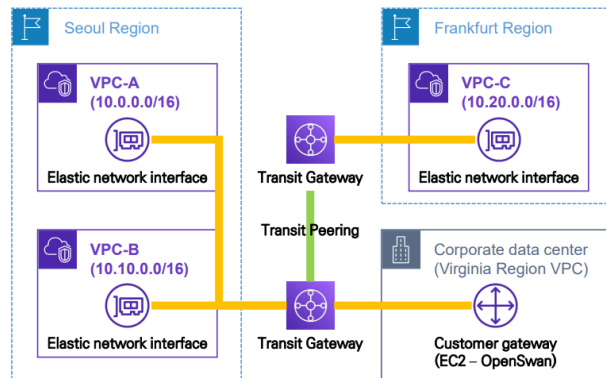 Seoul Region
VPC-A
(10.0.0.0/16)
Elastic network interface
VPC-B
(10.10.0.0/16)
Elastic network interface
Transit Gateway
Transit Peering
Transit Gateway
Frankfurt Region
VPC-C
(10.20.0.0/16)
Elastic network interface
Corporate data center
(Virginia Region VPC)
Customer gateway
(EC2 – OpenSwan)